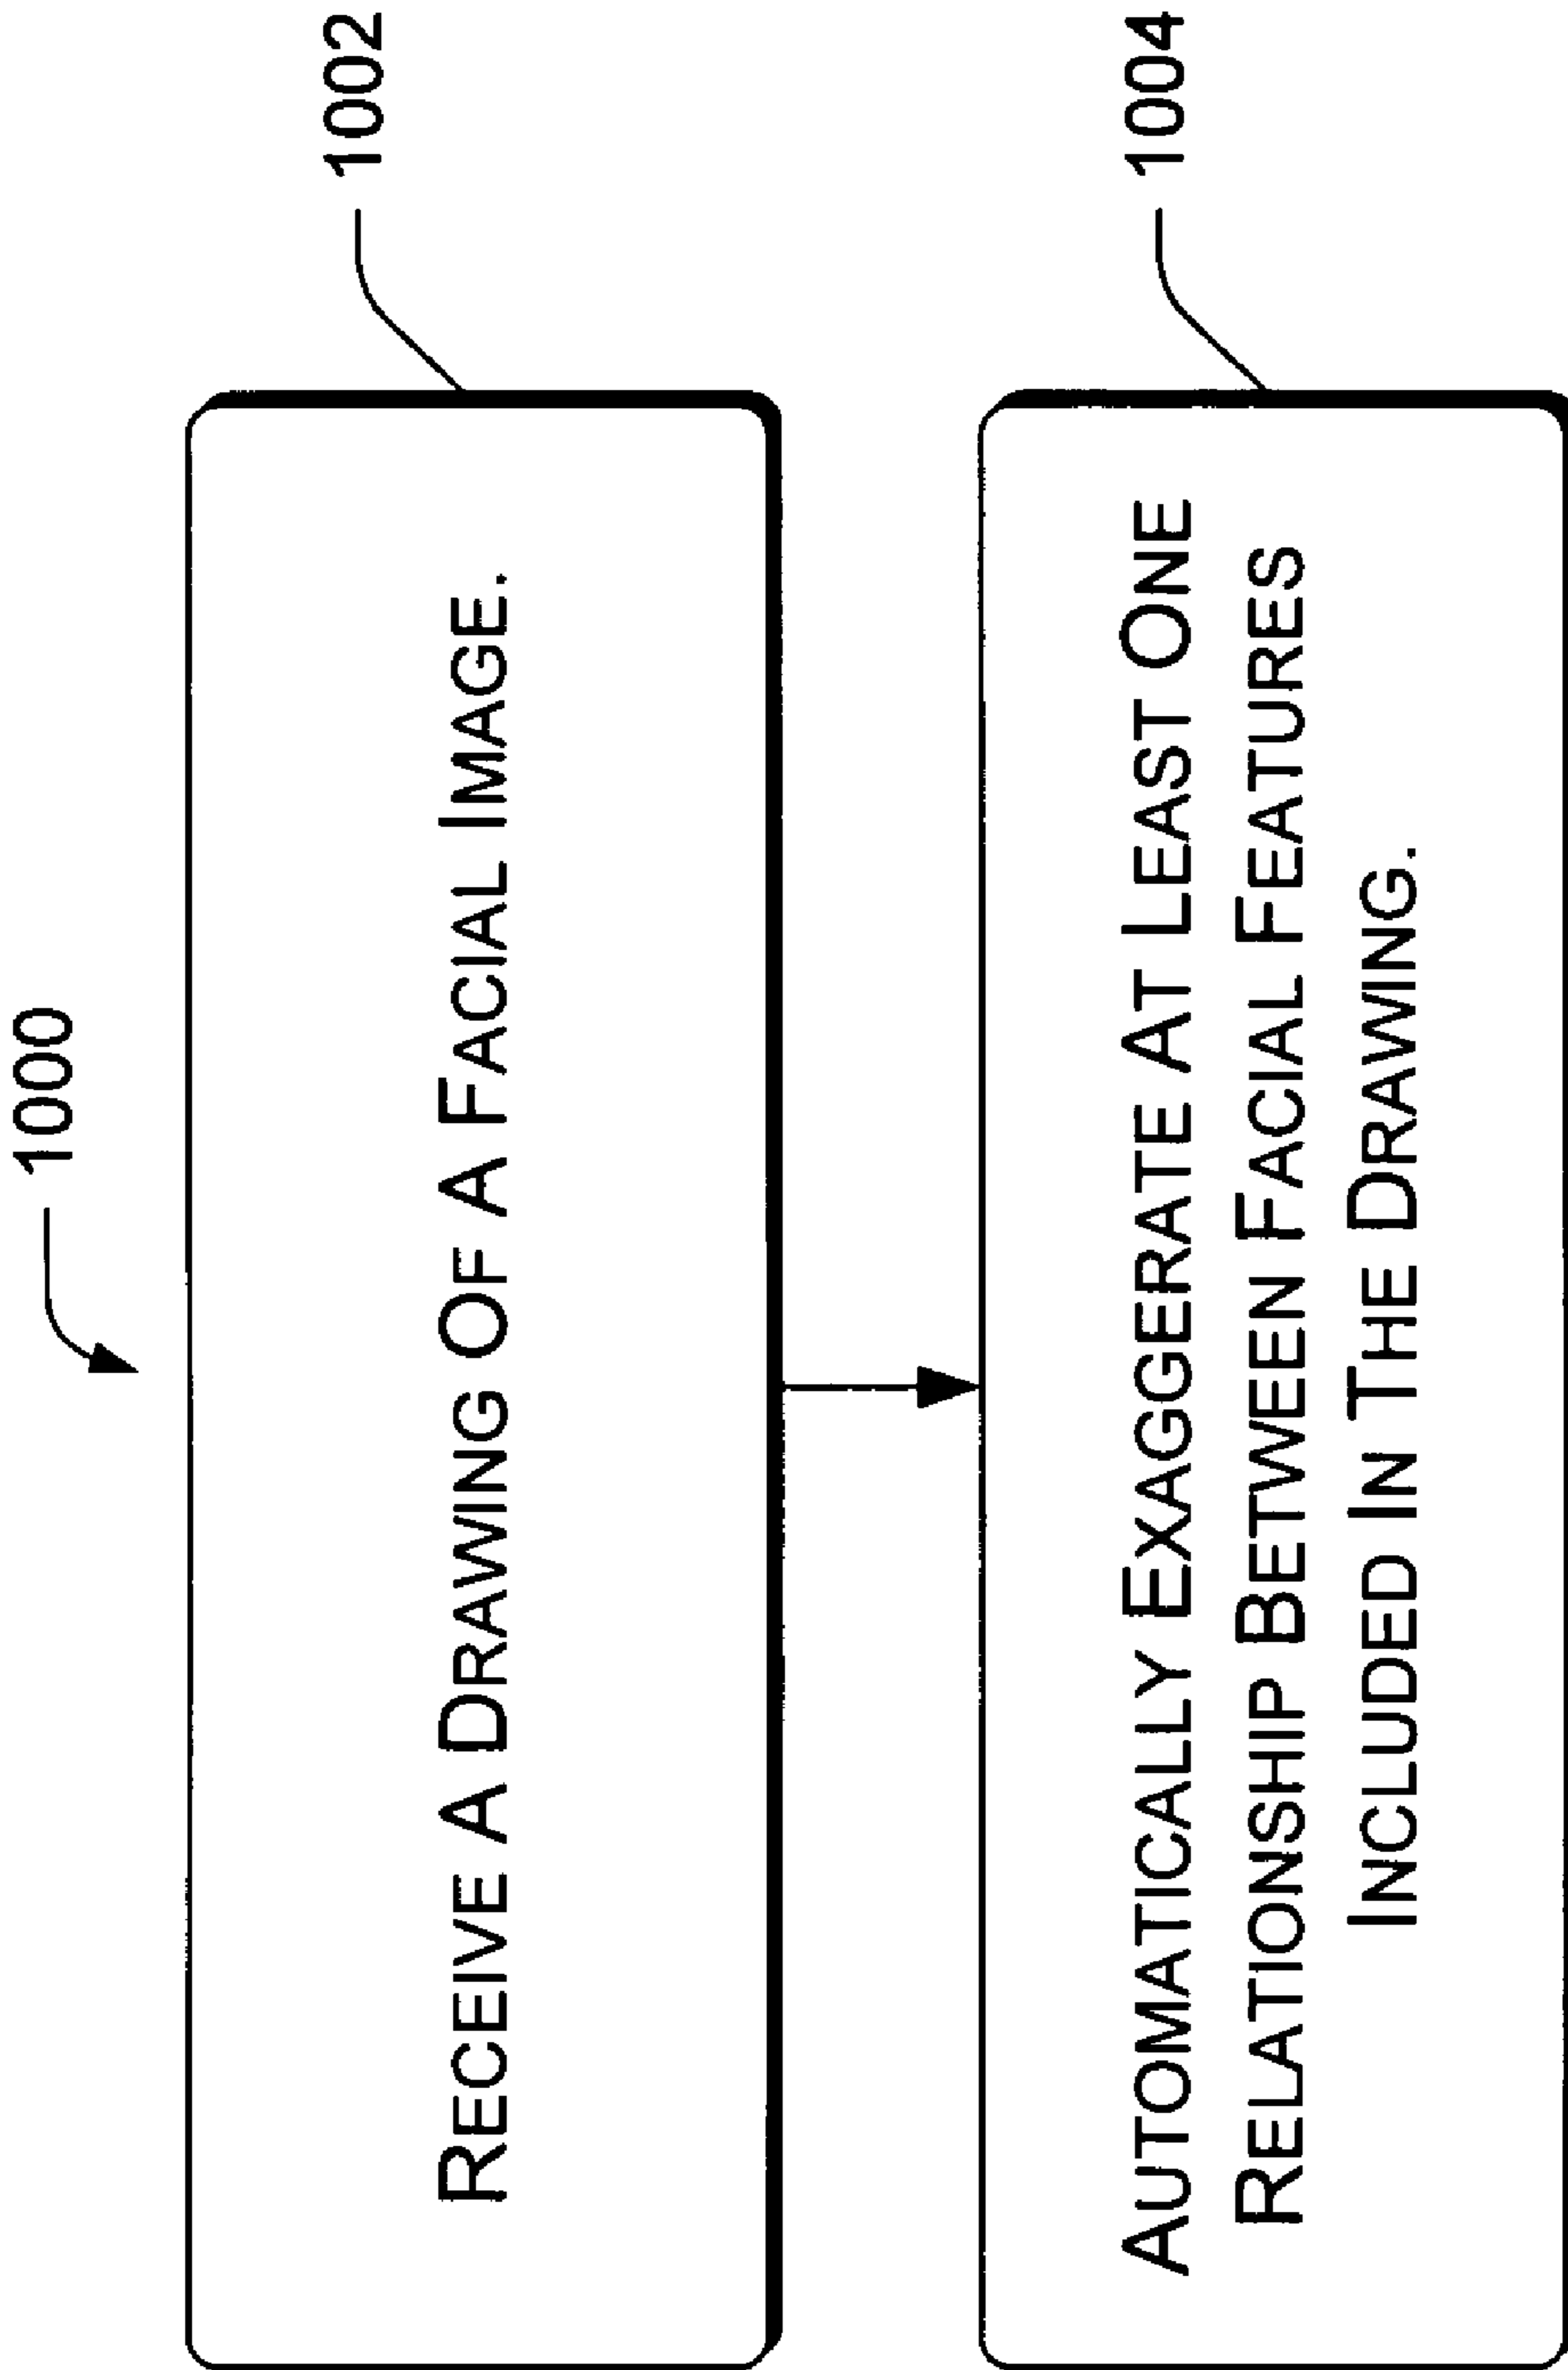 1000
RECEIVE A DRAWING OF A FACIAL IMAGE.
1002
AUTOMATICALLY EXAGGERATE AT LEAST ONE
RELATIONSHIP BETWEEN FACIAL FEATURES
INCLUDED IN THE DRAWING.
1004